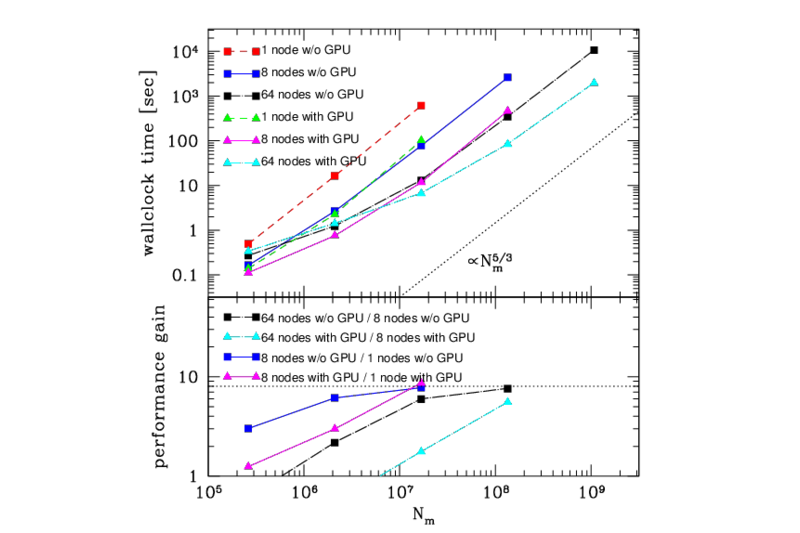 wallclock time [sec]
10⁴
10³
100
10
1
0.1
1 node w/o GPU
8 nodes w/o GPU
64 nodes w/o GPU
1 node with GPU
8 nodes with GPU
64 nodes with GPU
∝N_m^{5/3}
performance gain
10
1
64 nodes w/o GPU / 8 nodes w/o GPU
64 nodes with GPU / 8 nodes with GPU
8 nodes w/o GPU / 1 nodes w/o GPU
8 nodes with GPU / 1 node with GPU
10⁵ 10⁶ 10⁷ 10⁸ 10⁹
N_m